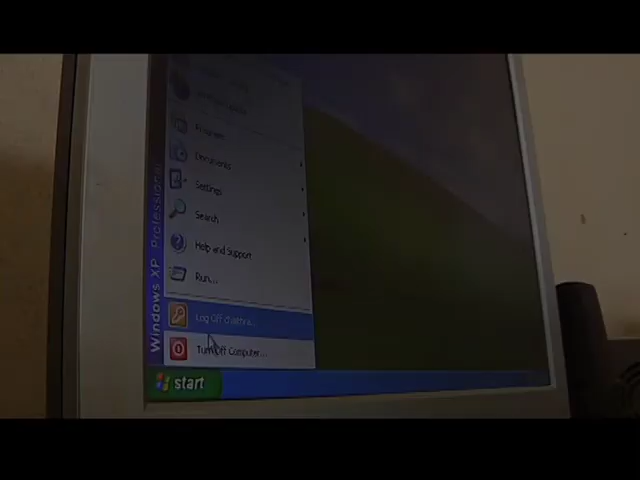 Programs
Documents
Settings
Search
Help and Support
Run...
Log Off
Turn Off Computer...
Windows XP Professional
start